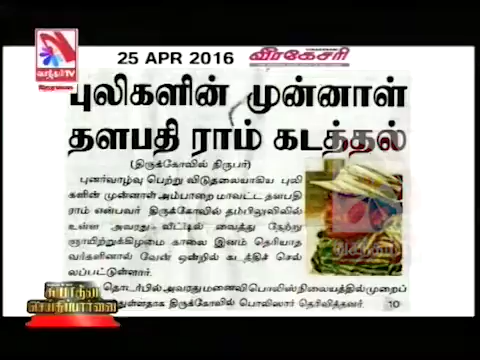 25 APR 2016 வீரகேசரி
புலிகளின் முன்னாள்
தளபதி ராம் கடத்தல்
(திருக்கோவில் நிருபர்)
புனர்வாழ்வு பெற்று விடுதலையாகிய புலி
களின் முன்னாள் அம்பாறை மாவட்ட தளபதி
ராம் என்பவர் திருக்கோவில் தம்பிலுவிலில்
உள்ள அவரது வீட்டில் வைத்து நேற்று
ஞாயிற்றுக்கிழமை காலை இனம் தெரியாத
வர்களினால் வேன் ஒன்றில் கடத்திச் செல்
லப்பட்டுள்ளார்.
தொடர்பில் அவரது மனைவி பொலிஸ் நிலையத்தில் முறைப்
துள்ளதாக திருக்கோவில் பொலிஸார் தெரிவித்தனர். 10
செய்திப்பார்வை